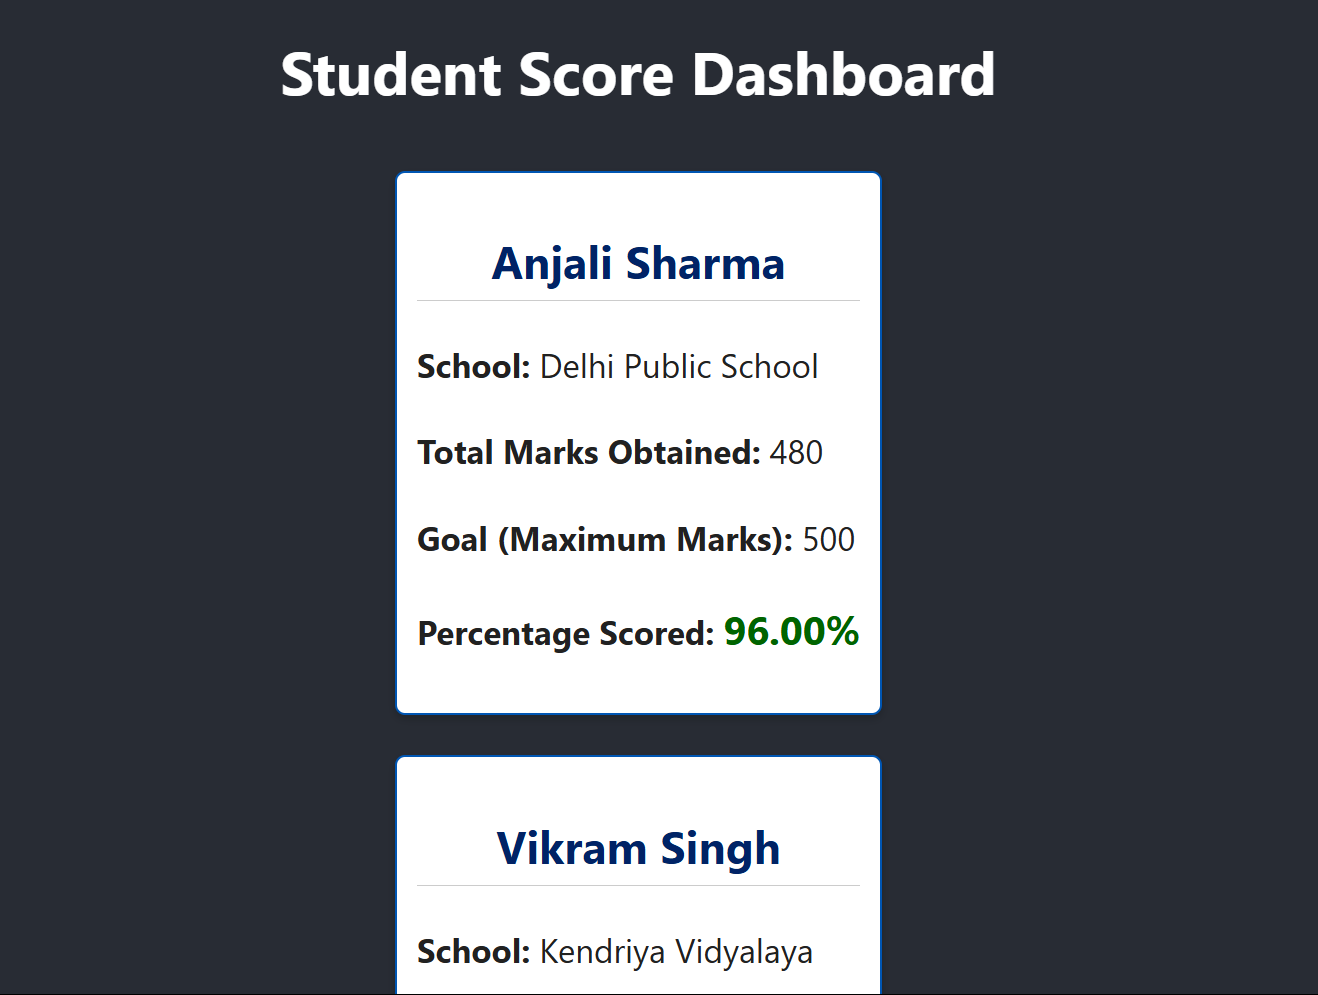 Student Score Dashboard
Anjali Sharma
School: Delhi Public School
Total Marks Obtained: 480
Goal (Maximum Marks): 500
Percentage Scored: 96.00%
Vikram Singh
School: Kendriya Vidyalaya